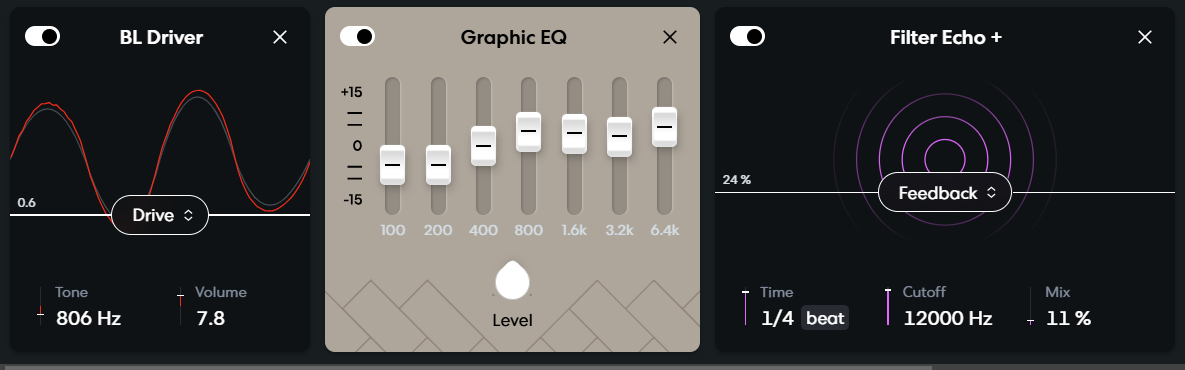 BL Driver
0.6
Drive
Tone
806 Hz
Volume
7.8
Graphic EQ
+15
0
-15
100 200 400 800 1.6k 3.2k 6.4k
Level
Filter Echo +
24 %
Feedback
Time
1/4 beat
Cutoff
12000 Hz
Mix
11 %